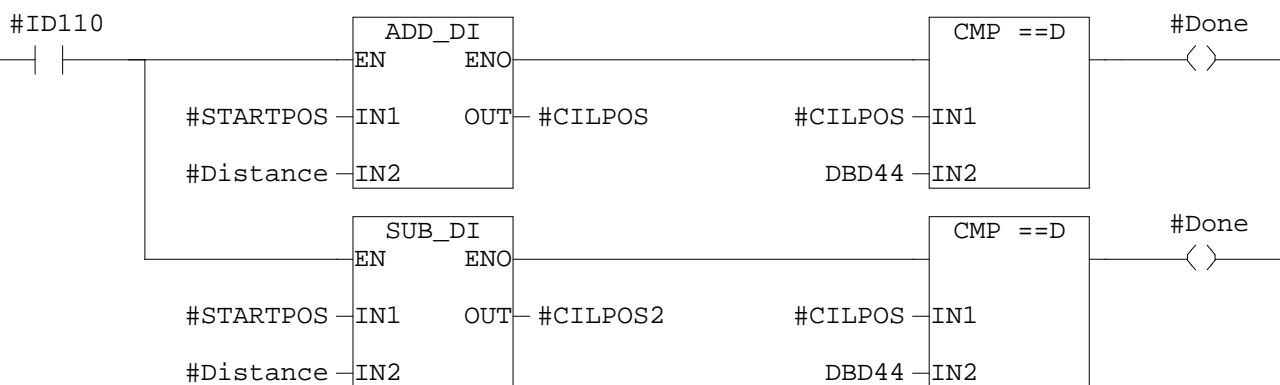 #ID110
ADD_DI
CMP ==D
#Done
EN ENO
#STARTPOS IN1 OUT #CILPOS
#CILPOS IN1
#Distance IN2
DBD44 IN2
SUB_DI
CMP ==D
#Done
EN ENO
#STARTPOS IN1 OUT #CILPOS2
#CILPOS IN1
#Distance IN2
DBD44 IN2